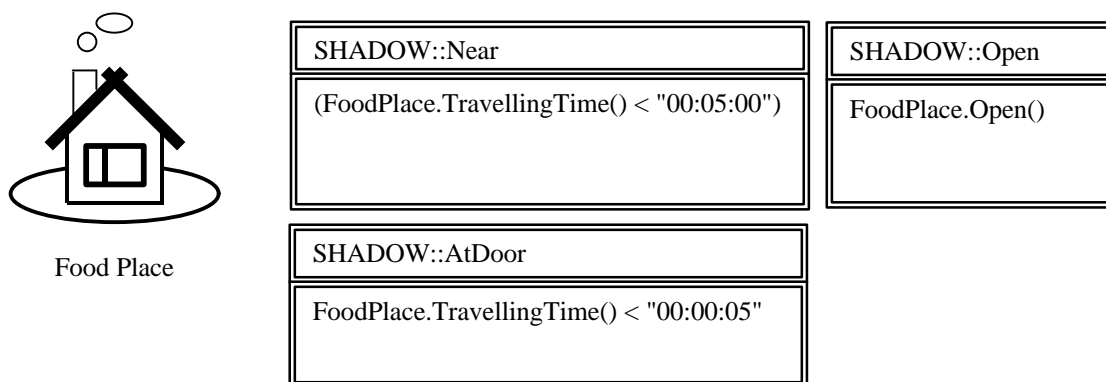 SHADOW::Near
(FoodPlace.TravellingTime() < "00:05:00")
SHADOW::Open
FoodPlace.Open()
Food Place
SHADOW::AtDoor
FoodPlace.TravellingTime() < "00:00:05"